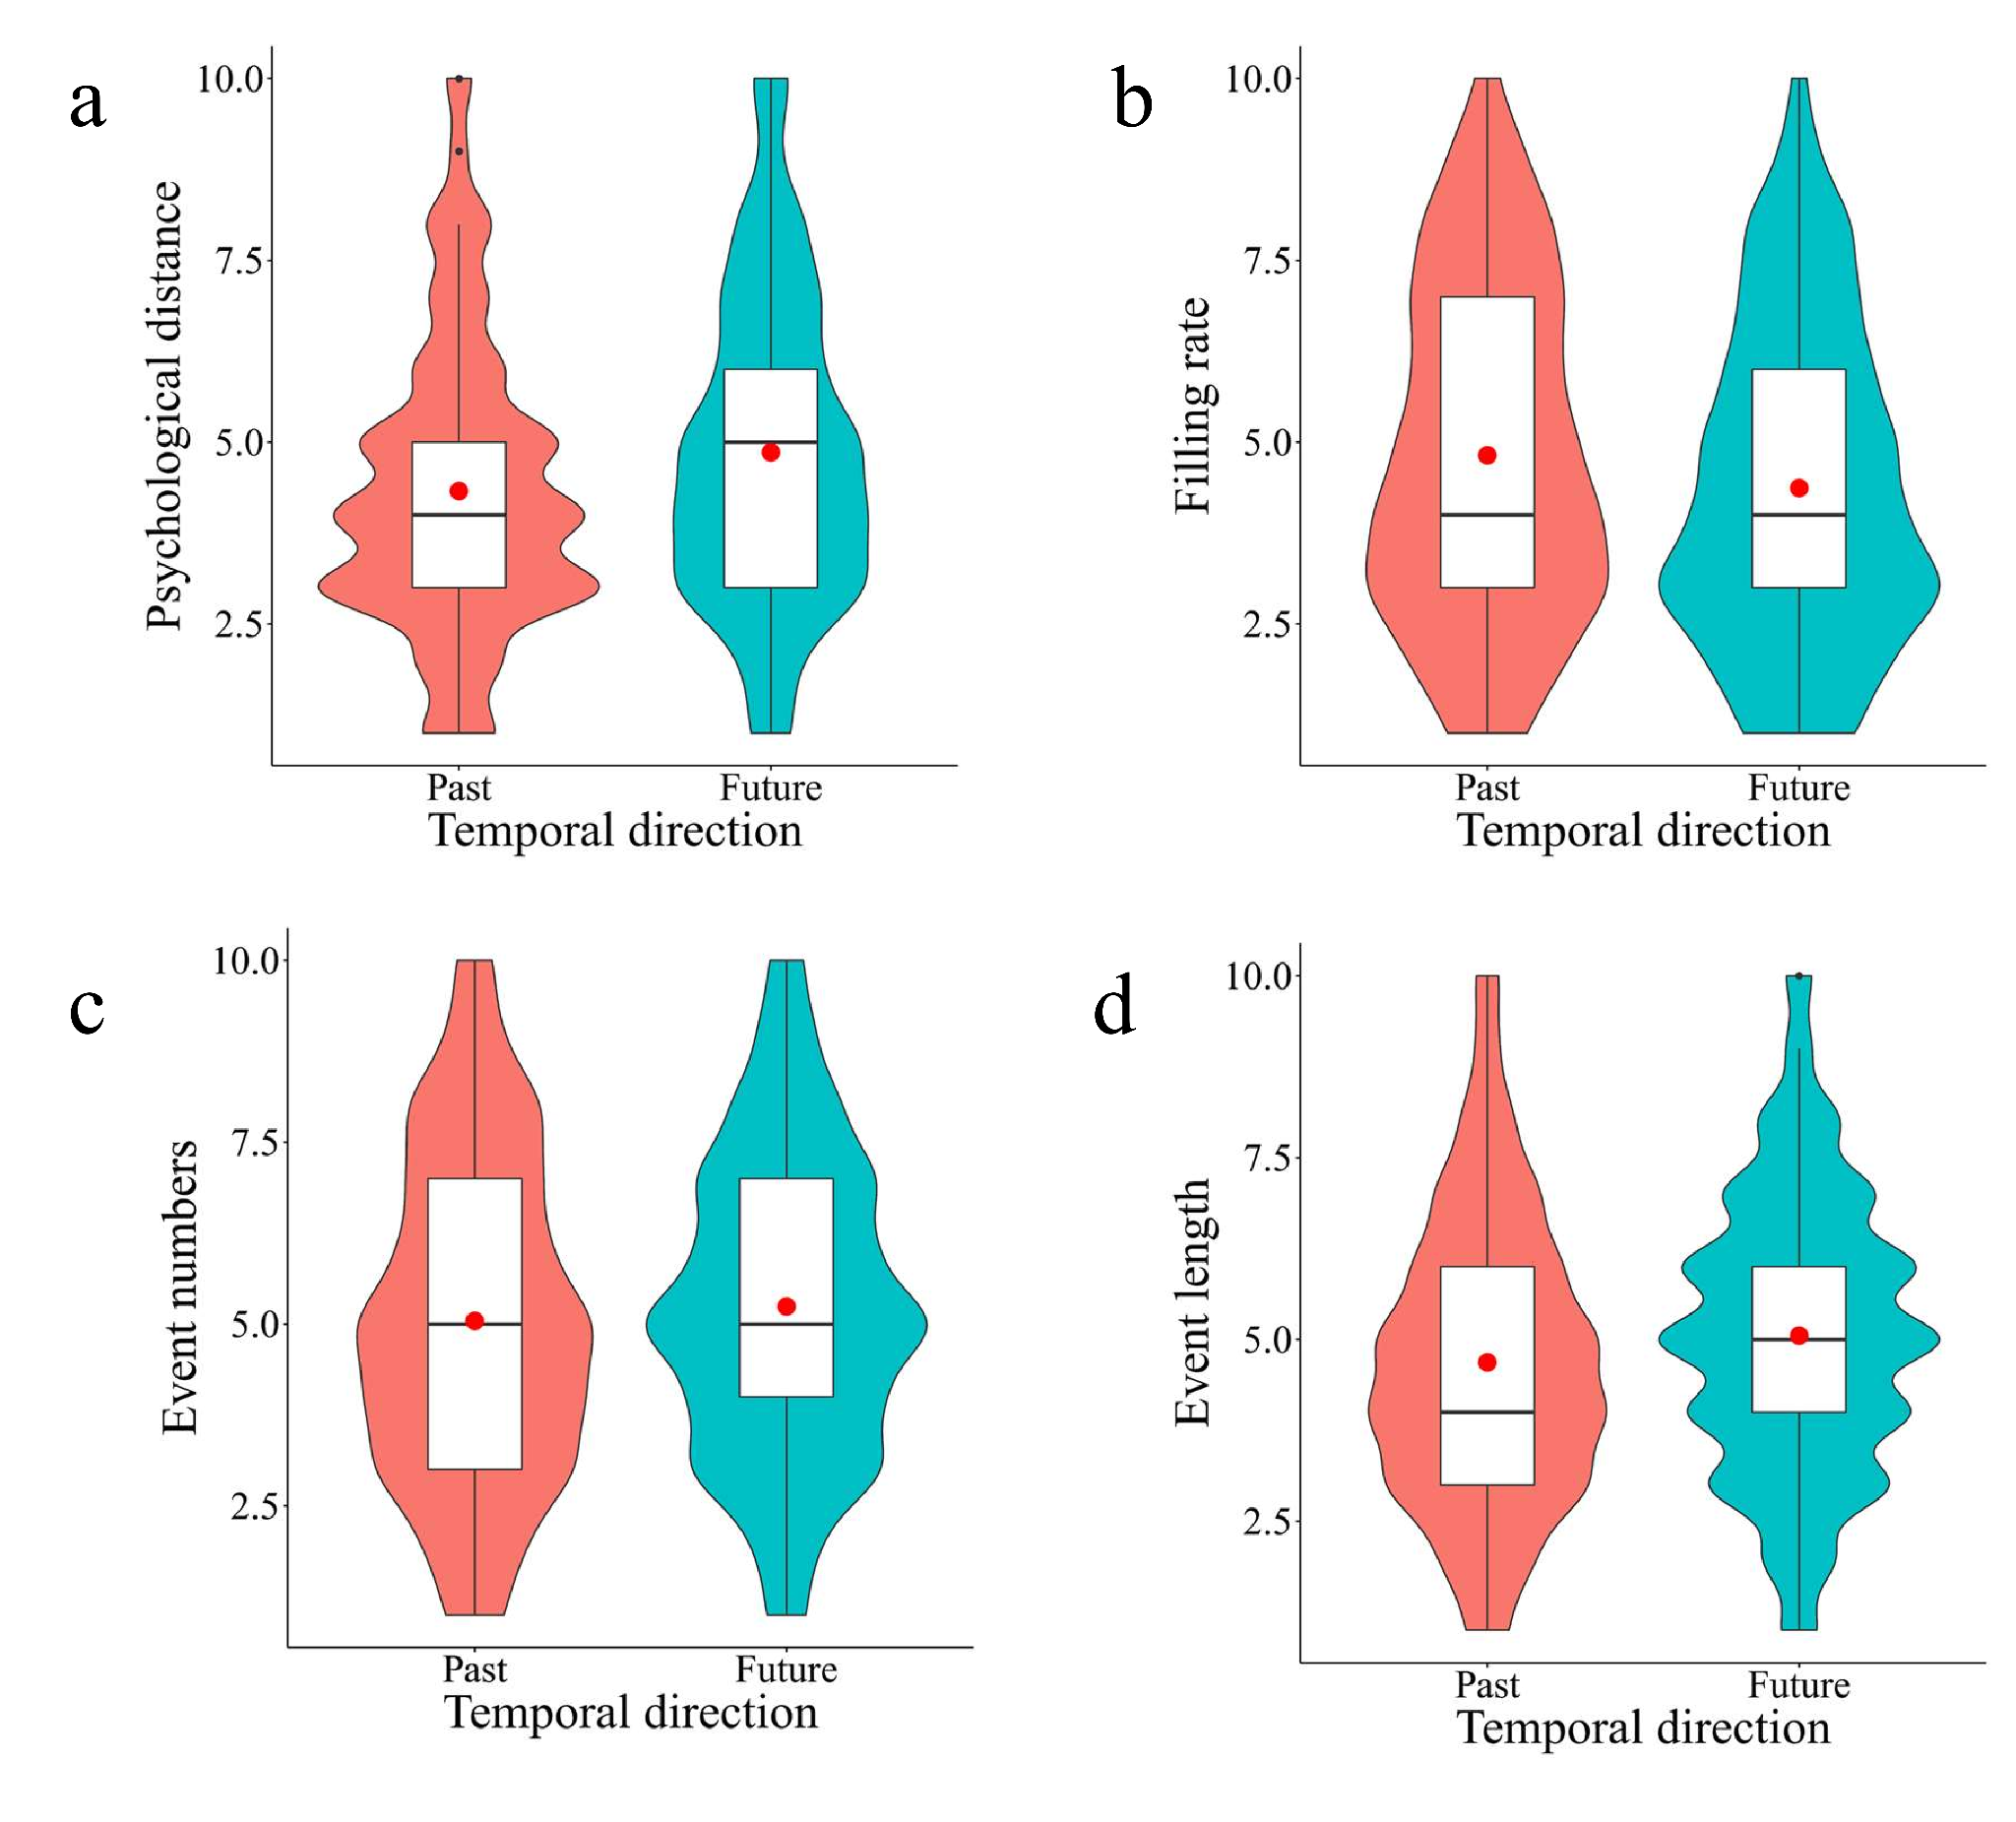 a
Psychological distance
10.0
7.5
5.0
2.5
Past Future
Temporal direction
b
Filling rate
10.0
7.5
5.0
2.5
Past Future
Temporal direction
c
Event numbers
10.0
7.5
5.0
2.5
Past Future
Temporal direction
d
Event length
10.0
7.5
5.0
2.5
Past Future
Temporal direction